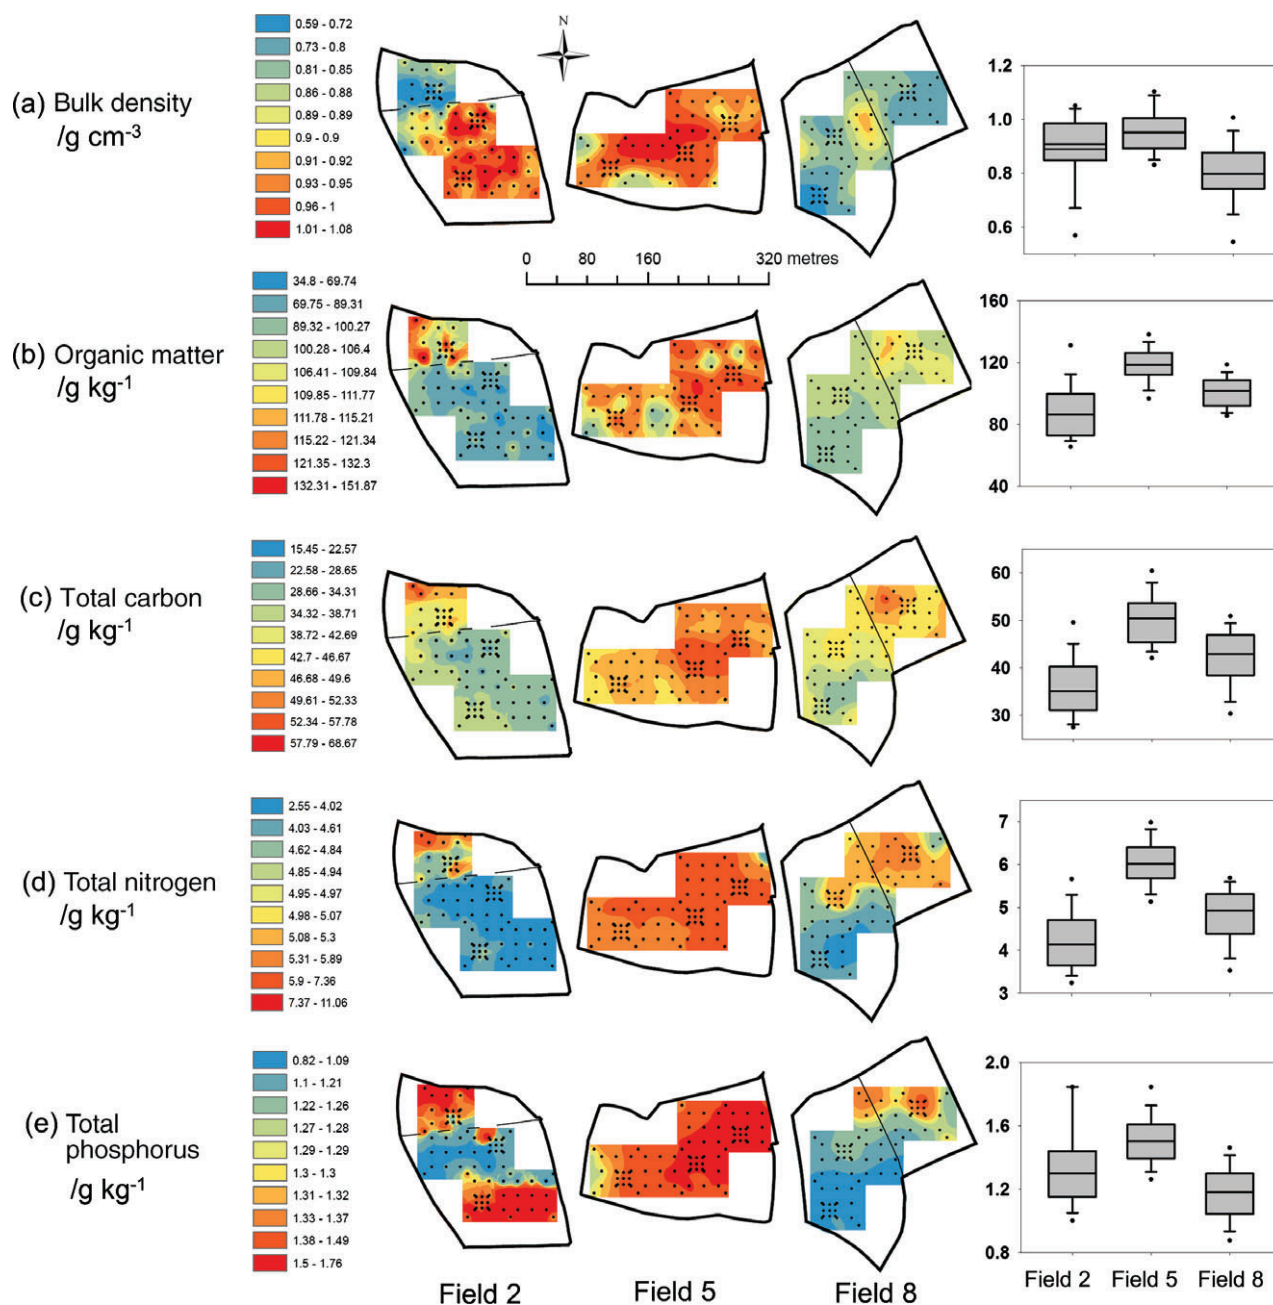 N
(a) Bulk density
/g cm-3
0.59 - 0.72
0.73 - 0.8
0.81 - 0.85
0.86 - 0.88
0.89 - 0.89
0.9 - 0.9
0.91 - 0.92
0.93 - 0.95
0.96 - 1
1.01 - 1.08
1.2
1.0
0.8
0.6
0 80 160 320 metres
(b) Organic matter
/g kg-1
34.8 - 69.74
69.75 - 89.31
89.32 - 100.27
100.28 - 106.4
106.41 - 109.84
109.85 - 111.77
111.78 - 115.21
115.22 - 121.34
121.35 - 132.3
132.31 - 151.87
160
120
80
40
(c) Total carbon
/g kg-1
15.45 - 22.57
22.58 - 28.65
28.66 - 34.31
34.32 - 38.71
38.72 - 42.69
42.7 - 46.67
46.68 - 49.6
49.61 - 52.33
52.34 - 57.78
57.79 - 68.67
60
50
40
30
(d) Total nitrogen
/g kg-1
2.55 - 4.02
4.03 - 4.61
4.62 - 4.84
4.85 - 4.94
4.95 - 4.97
4.98 - 5.07
5.08 - 5.3
5.31 - 5.89
5.9 - 7.36
7.37 - 11.06
7
6
5
4
3
(e) Total
phosphorus
/g kg-1
0.82 - 1.09
1.1 - 1.21
1.22 - 1.26
1.27 - 1.28
1.29 - 1.29
1.3 - 1.3
1.31 - 1.32
1.33 - 1.37
1.38 - 1.49
1.5 - 1.76
2.0
1.6
1.2
0.8
Field 2 Field 5 Field 8
Field 2 Field 5 Field 8